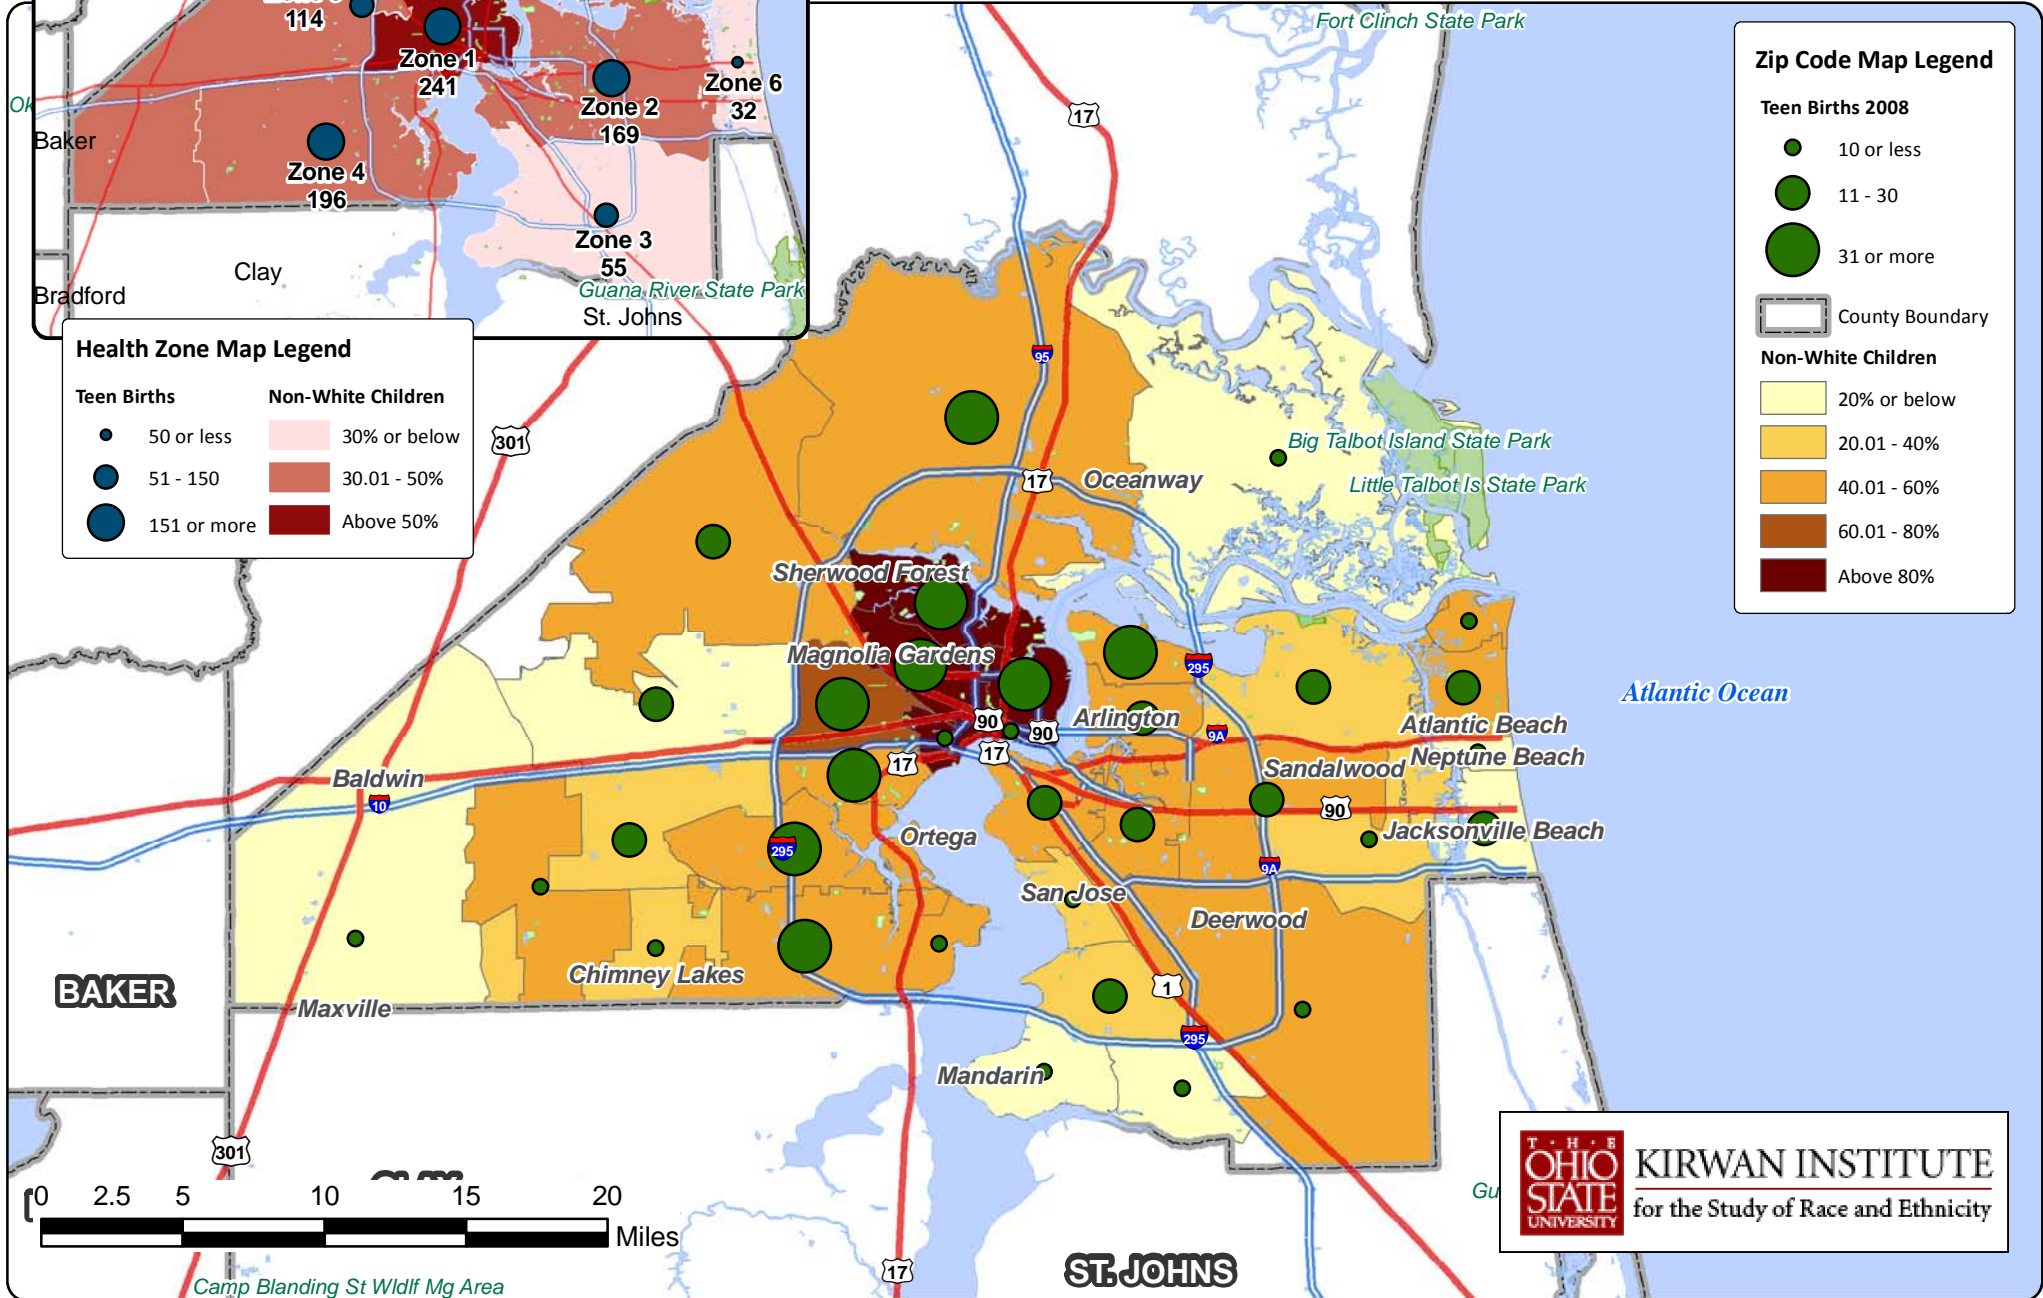 114
Zone 1
241
Zone 2
169
Zone 6
32
Baker
Zone 4
196
Zone 3
55
Clay
Bradford
Guana River State Park
St. Johns
Health Zone Map Legend
Teen Births
Non-White Children
50 or less
30% or below
51 - 150
30.01 - 50%
151 or more
Above 50%
Zip Code Map Legend
Teen Births 2008
10 or less
11 - 30
31 or more
County Boundary
Non-White Children
20% or below
20.01 - 40%
40.01 - 60%
60.01 - 80%
Above 80%
Fort Clinch State Park
17
95
301
Big Talbot Island State Park
17
Oceanway
Little Talbot Is State Park
Sherwood Forest
Magnolia Gardens
295
Atlantic Ocean
90
Arlington
90
9A
Atlantic Beach
17
17
Neptune Beach
Sandalwood
Baldwin
10
90
Jacksonville Beach
Ortega
295
9A
San Jose
Deerwood
Chimney Lakes
BAKER
1
Maxville
295
Mandarin
301
0 2.5 5 10 15 20
Miles
17
ST. JOHNS
Camp Blanding St Wldlf Mg Area
Gu
T · H · E
OHIO
STATE
UNIVERSITY
KIRWAN INSTITUTE
for the Study of Race and Ethnicity